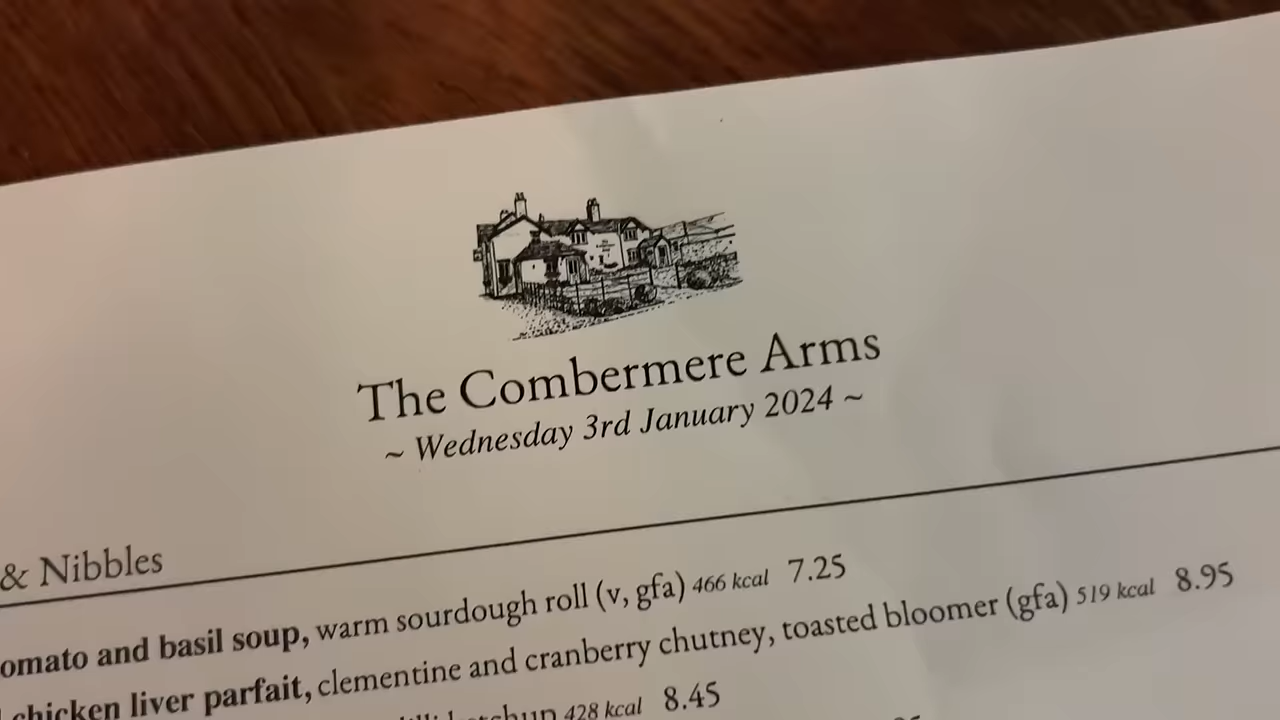 The Combermere Arms
~ Wednesday 3rd January 2024 ~
& Nibbles
omato and basil soup, warm sourdough roll (v, gfa) 466 kcal 7.25
chicken liver parfait, clementine and cranberry chutney, toasted bloomer (gfa) 519 kcal 8.95
428 kcal 8.45